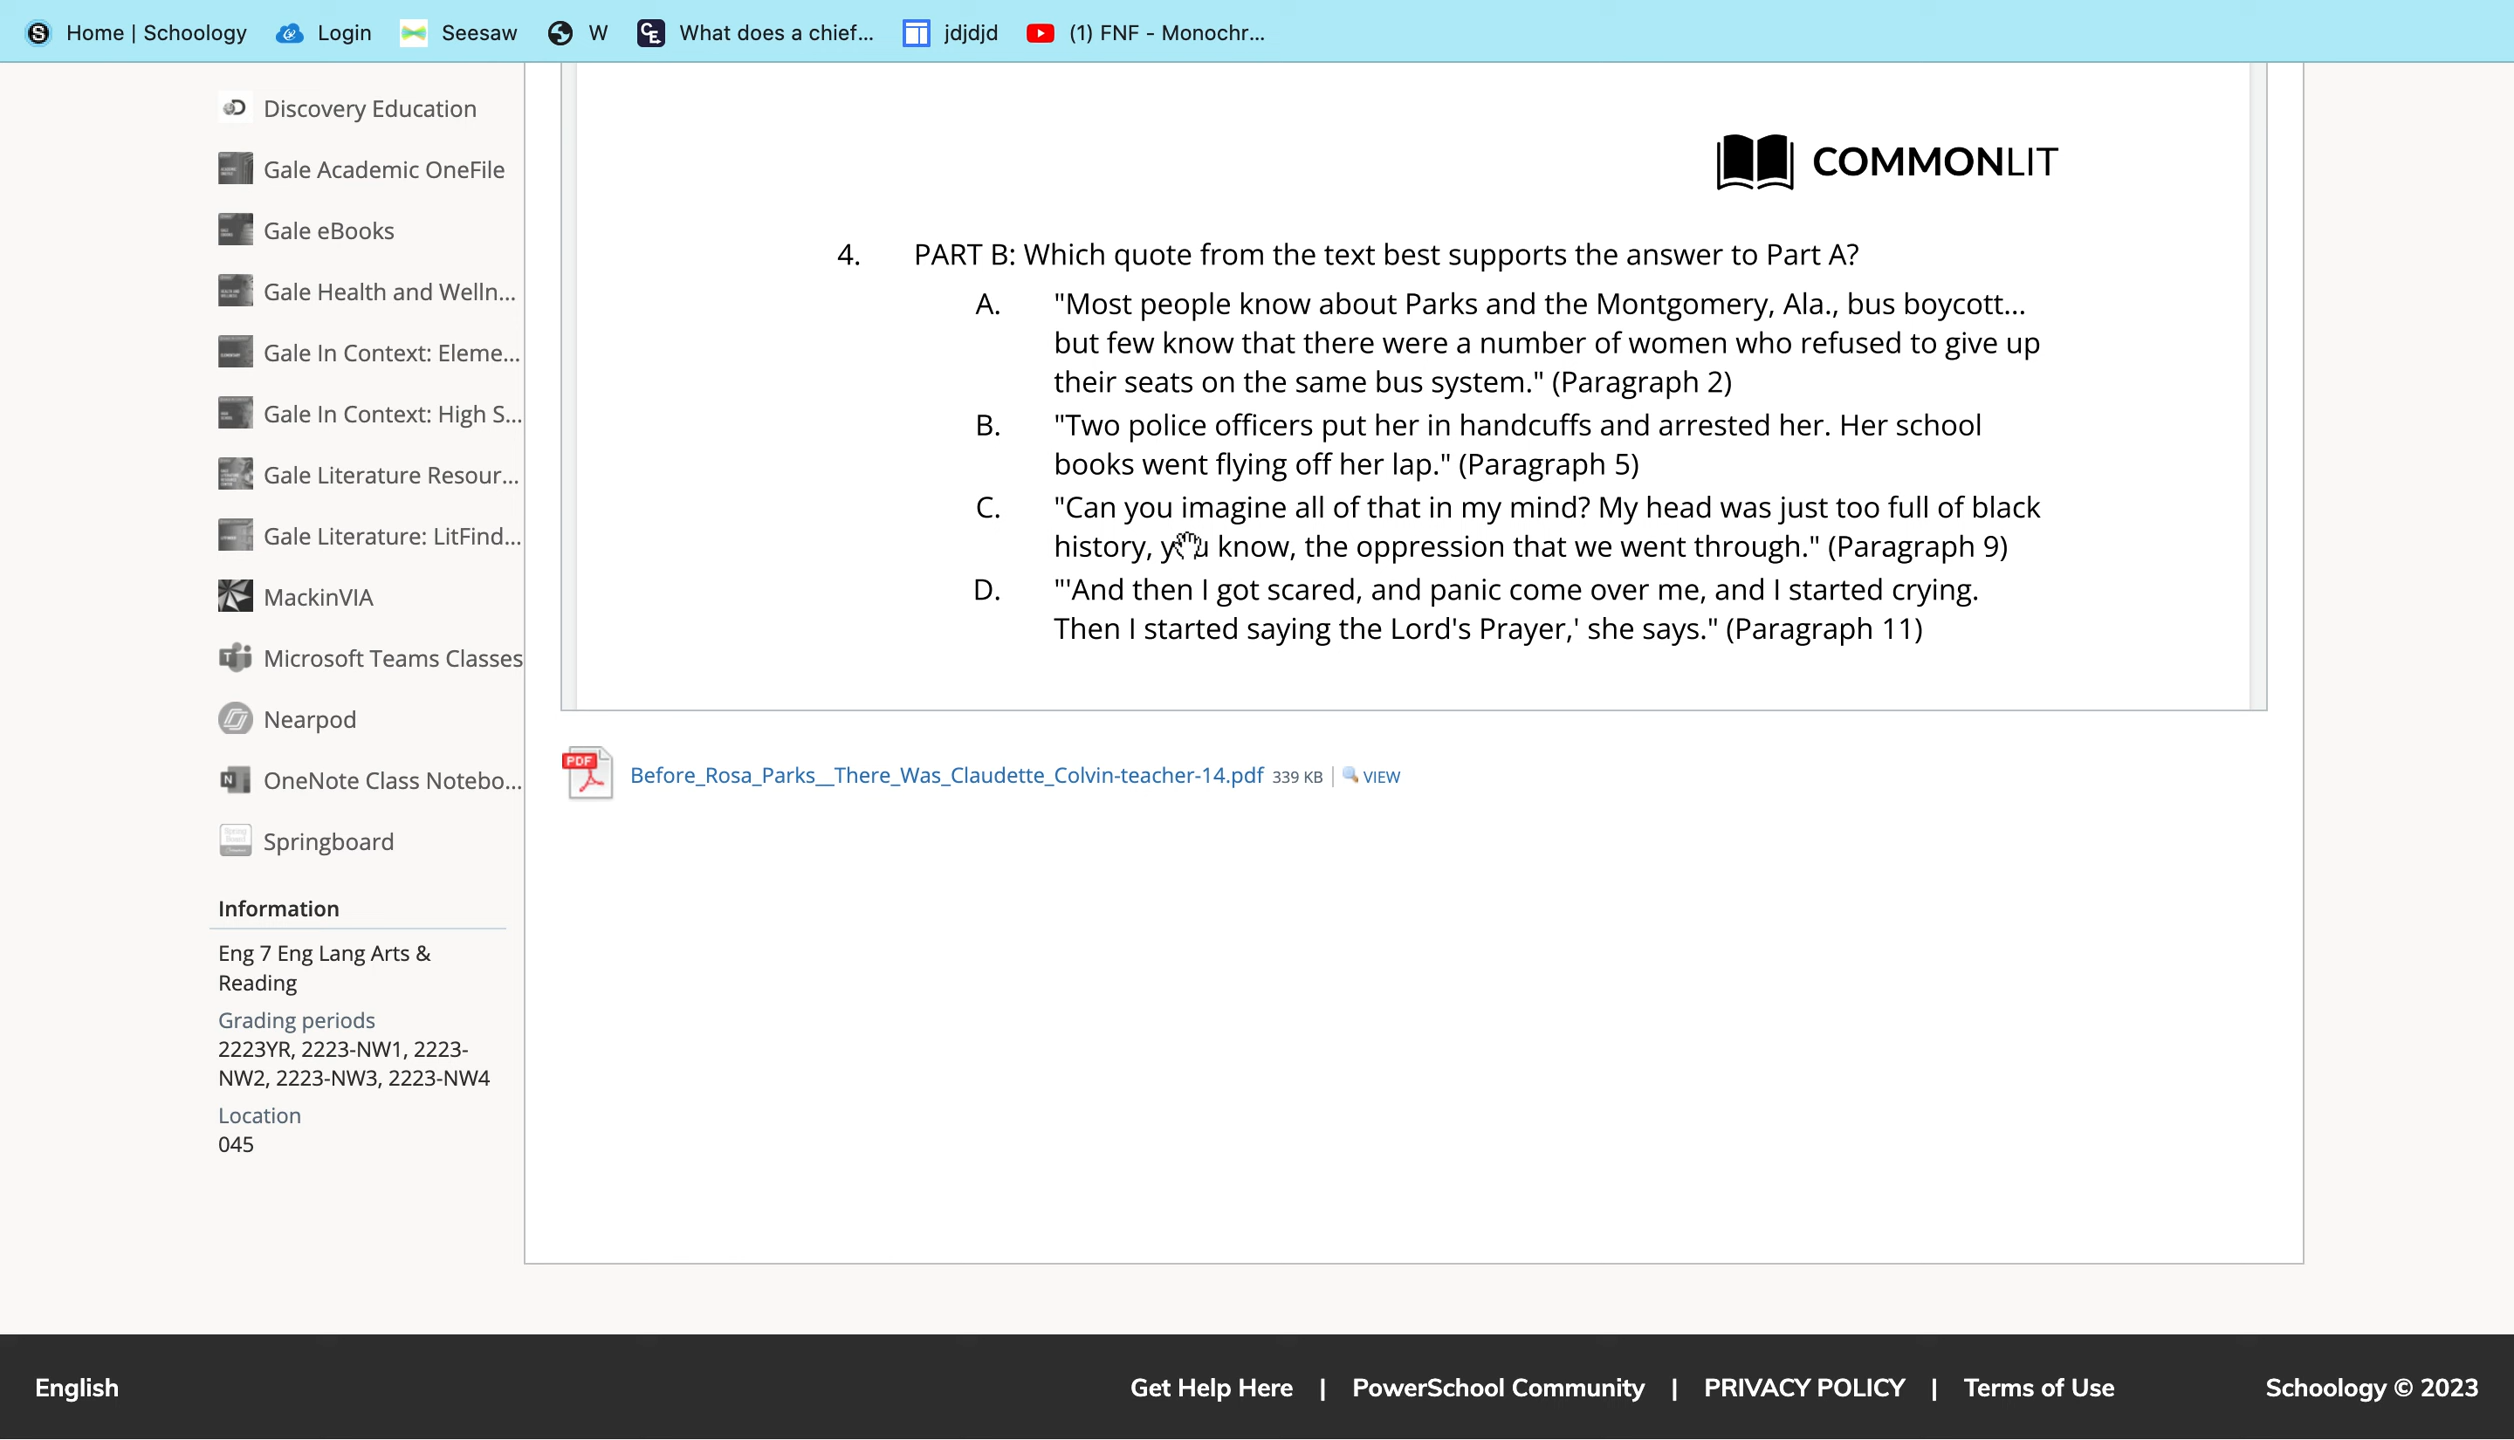 Home | Schoology Login Seesaw W What does a chief... jdjdjd (1) FNF - Monochr...
Discovery Education
Gale Academic OneFile
Gale eBooks
Gale Health and Welln...
Gale In Context: Eleme...
Gale In Context: High S...
Gale Literature Resour...
Gale Literature: LitFind...
MackinVIA
Microsoft Teams Classes
Nearpod
OneNote Class Notebo...
Springboard
Information
Eng 7 Eng Lang Arts &
Reading
Grading periods
2223YR, 2223-NW1, 2223-
NW2, 2223-NW3, 2223-NW4
Location
045
COMMONLIT
4. PART B: Which quote from the text best supports the answer to Part A?
A. "Most people know about Parks and the Montgomery, Ala., bus boycott...
but few know that there were a number of women who refused to give up
their seats on the same bus system." (Paragraph 2)
B. "Two police officers put her in handcuffs and arrested her. Her school
books went flying off her lap." (Paragraph 5)
C. "Can you imagine all of that in my mind? My head was just too full of black
history, you know, the oppression that we went through." (Paragraph 9)
D. "'And then I got scared, and panic come over me, and I started crying.
Then I started saying the Lord's Prayer,' she says." (Paragraph 11)
PDF Before_Rosa_Parks__There_Was_Claudette_Colvin-teacher-14.pdf 339 KB | VIEW
English Get Help Here | PowerSchool Community | PRIVACY POLICY | Terms of Use Schoology © 2023